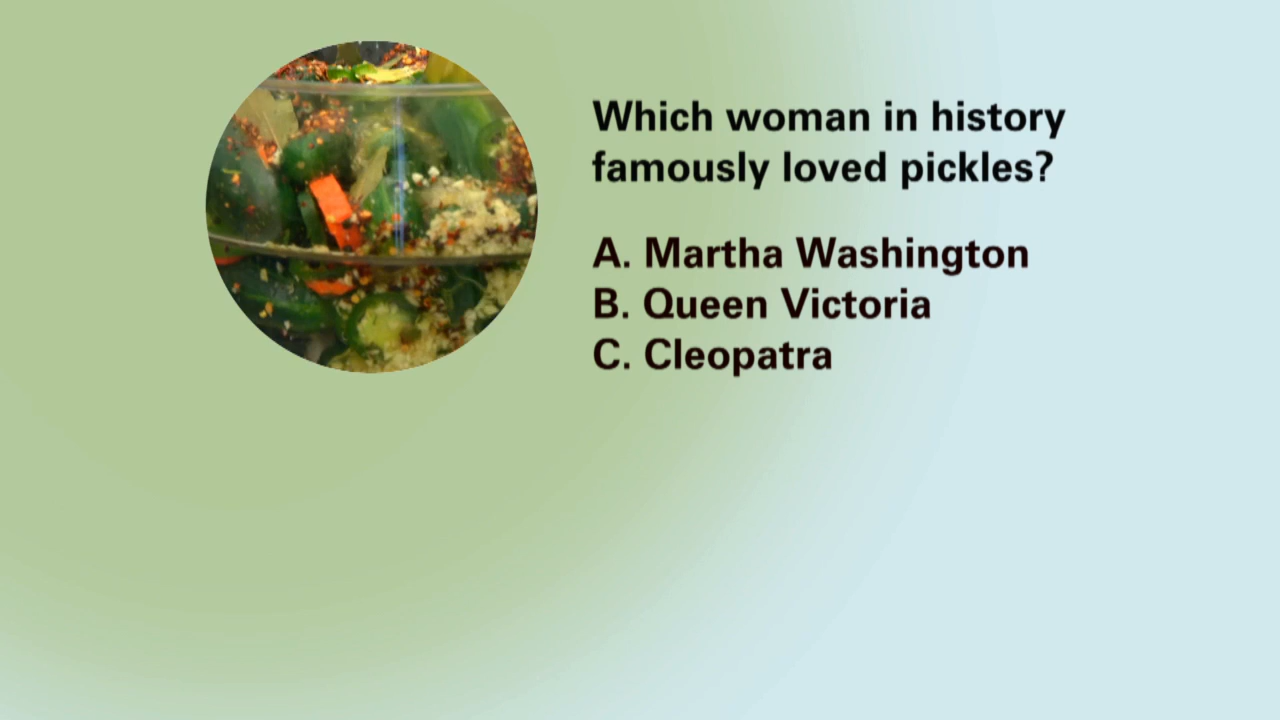 Which woman in history
famously loved pickles?
A. Martha Washington
B. Queen Victoria
C. Cleopatra